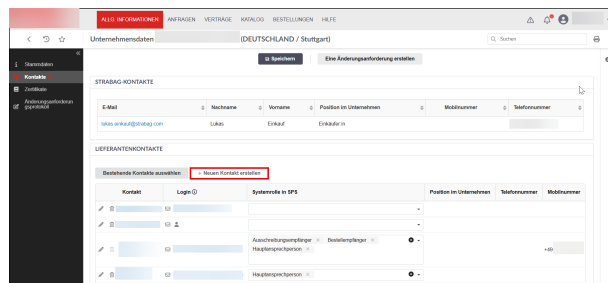 ALLG. INFORMATIONEN ANFRAGEN VERTRÄGE KATALOG BESTELLUNGEN HILFE
Unternehmensdaten (DEUTSCHLAND / Stuttgart) Suchen
Speichern Eine Änderungsanforderung erstellen
Stammdaten
Kontakte
Zertifikate
Änderungsanforderun
gsprotokoll
STRABAG-KONTAKTE
E-Mail Nachname Vorname Position im Unternehmen Mobilnummer Telefonnummer
lukas.einkauf@strabag.com Lukas Einkauf Einkäufer:in
LIEFERANTENKONTAKTE
Bestehende Kontakte auswählen + Neuen Kontakt erstellen
Kontakt Login Systemrolle in SPS Position im Unternehmen Telefonnummer Mobilnummer
Ausschreibungsempfänger × Bestellempfänger ×
Hauptansprechperson ×
+49
Hauptansprechperson ×